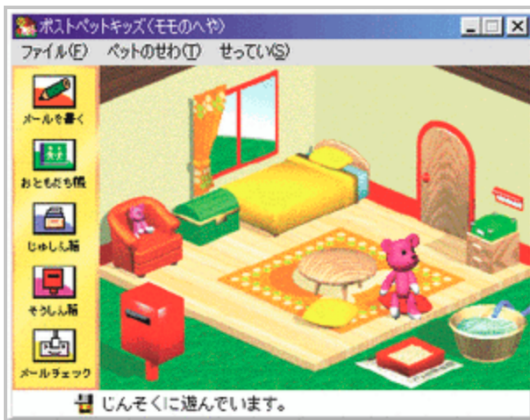 ポストペットキッズ〈モモのへや〉
ファイル(F) ペットのせわ(T) せってい(S)
メールを書く
おともだち帳
じゅしん箱
そうしん箱
メールチェック
じんそくに遊んでいます。